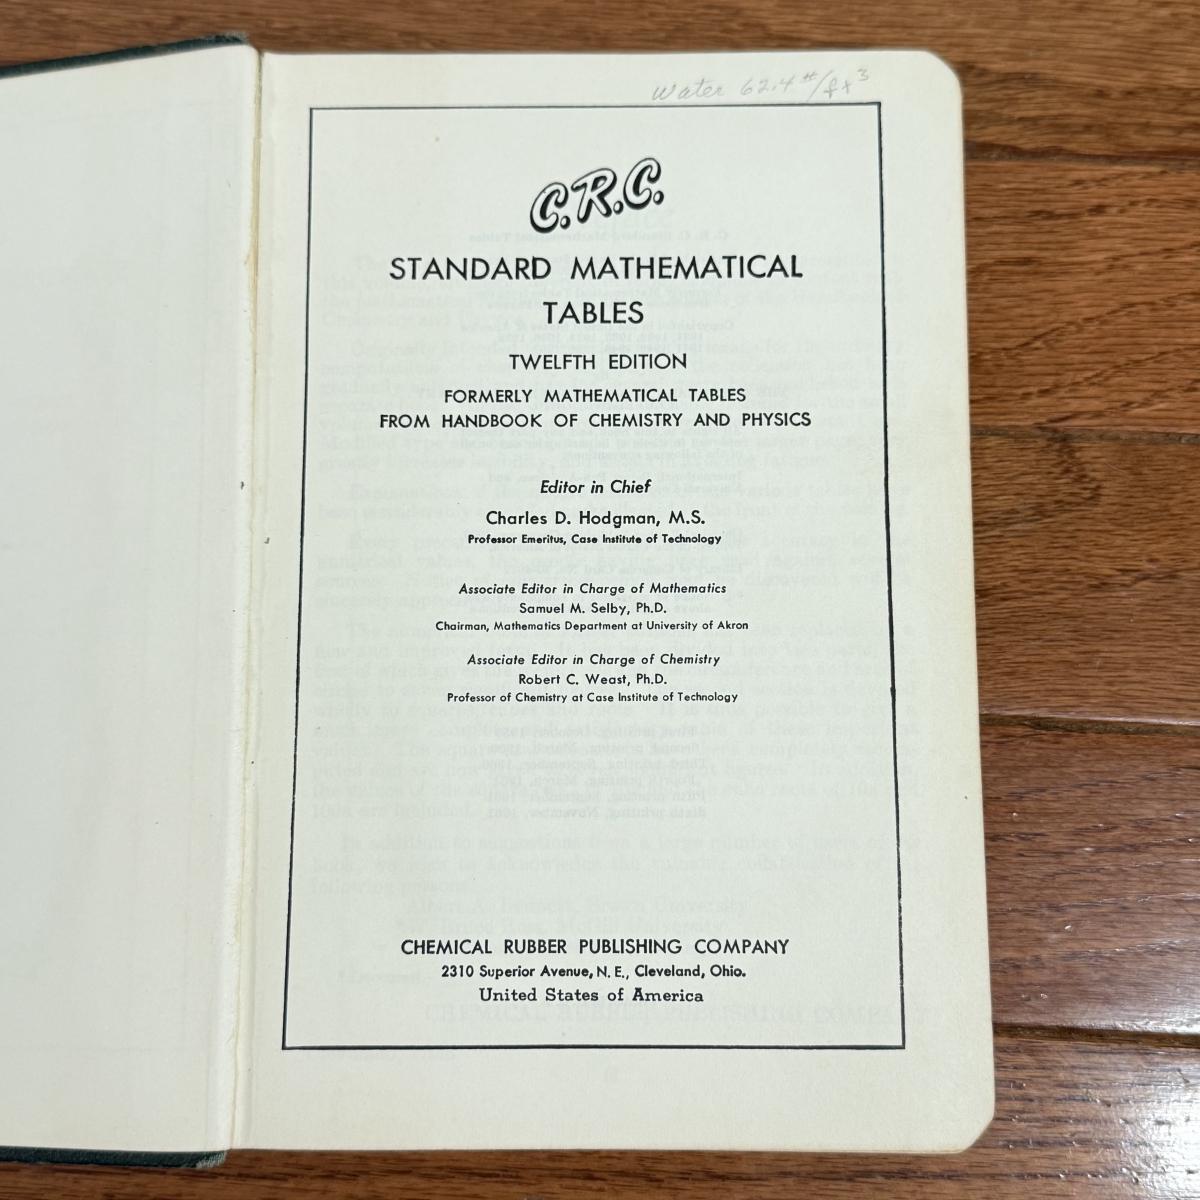 Water 62.4 #/ft³
C.R.C.
STANDARD MATHEMATICAL
TABLES
TWELFTH EDITION
FORMERLY MATHEMATICAL TABLES
FROM HANDBOOK OF CHEMISTRY AND PHYSICS
Editor in Chief
Charles D. Hodgman, M.S.
Professor Emeritus, Case Institute of Technology
Associate Editor in Charge of Mathematics
Samuel M. Selby, Ph.D.
Chairman, Mathematics Department at University of Akron
Associate Editor in Charge of Chemistry
Robert C. Weast, Ph.D.
Professor of Chemistry at Case Institute of Technology
CHEMICAL RUBBER PUBLISHING COMPANY
2310 Superior Avenue, N. E., Cleveland, Ohio.
United States of America